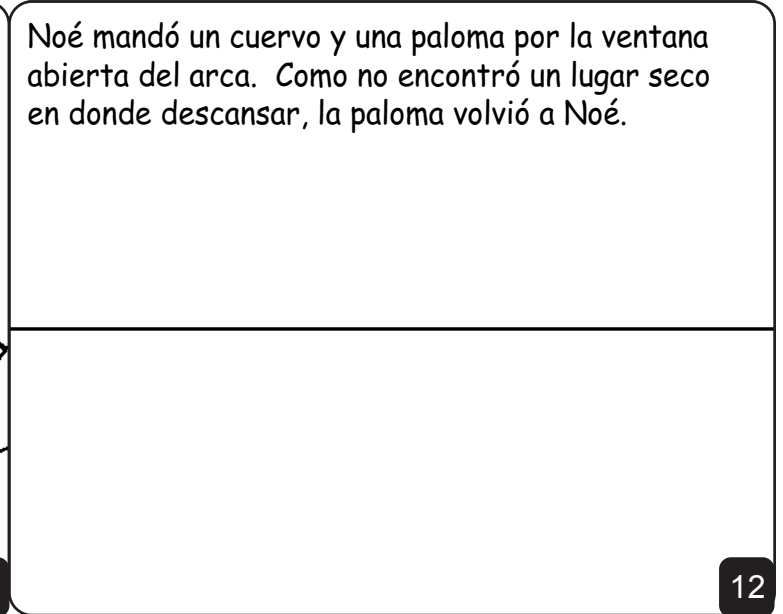 Noé mandó un cuervo y una paloma por la ventana
abierta del arca.  Como no encontró un lugar seco
en donde descansar, la paloma volvió a Noé.
12